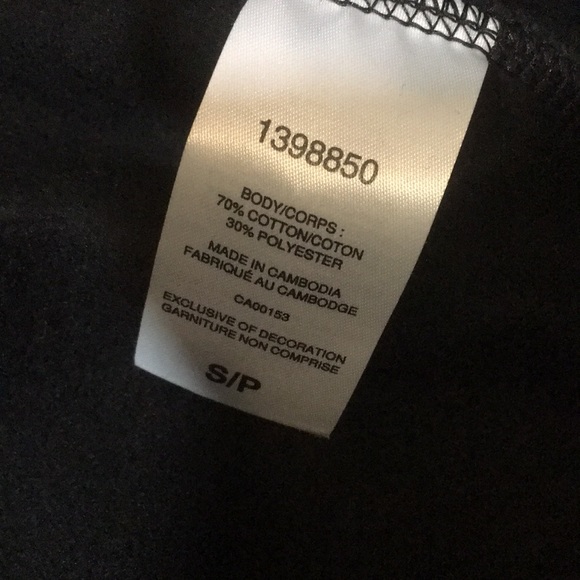 1398850
BODY/CORPS :
70% COTTON/COTON
30% POLYESTER
MADE IN CAMBODIA
FABRIQUÉ AU CAMBODGE
CA00153
EXCLUSIVE OF DECORATION
GARNITURE NON COMPRISE
S/P